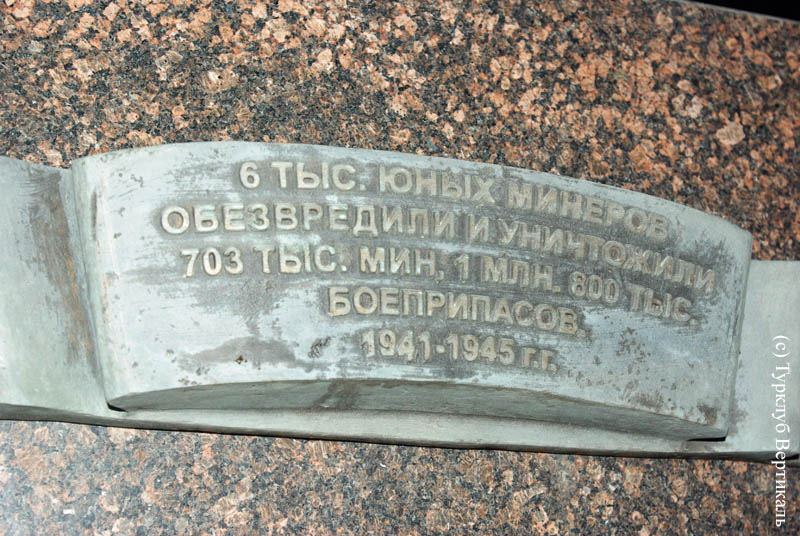 6 ТЫС. ЮНЫХ МИНЕРОВ
ОБЕЗВРЕДИЛИ И УНИЧТОЖИЛИ
703 ТЫС. МИН, 1 МЛН. 800 ТЫС.
БОЕПРИПАСОВ.
1941-1945 г.г.
(с) Турклуб Вертикаль